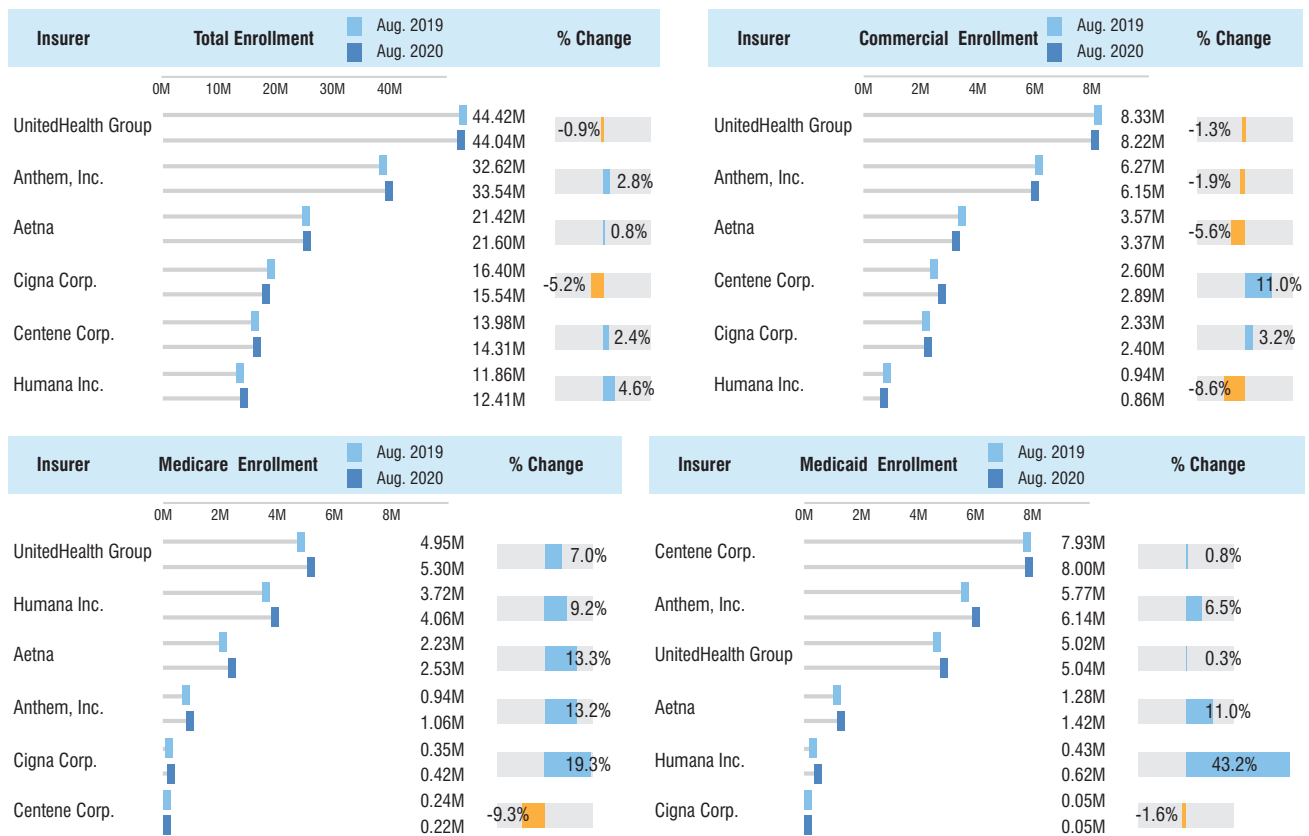 Insurer Total Enrollment Aug. 2019 Aug. 2020 % Change
0M 10M 20M 30M 40M
UnitedHealth Group 44.42M 44.04M -0.9%
Anthem, Inc. 32.62M 33.54M 2.8%
Aetna 21.42M 21.60M 0.8%
Cigna Corp. 16.40M 15.54M -5.2%
Centene Corp. 13.98M 14.31M 2.4%
Humana Inc. 11.86M 12.41M 4.6%
Insurer Commercial Enrollment Aug. 2019 Aug. 2020 % Change
0M 2M 4M 6M 8M
UnitedHealth Group 8.33M 8.22M -1.3%
Anthem, Inc. 6.27M 6.15M -1.9%
Aetna 3.57M 3.37M -5.6%
Centene Corp. 2.60M 2.89M 11.0%
Cigna Corp. 2.33M 2.40M 3.2%
Humana Inc. 0.94M 0.86M -8.6%
Insurer Medicare Enrollment Aug. 2019 Aug. 2020 % Change
0M 2M 4M 6M 8M
UnitedHealth Group 4.95M 5.30M 7.0%
Humana Inc. 3.72M 4.06M 9.2%
Aetna 2.23M 2.53M 13.3%
Anthem, Inc. 0.94M 1.06M 13.2%
Cigna Corp. 0.35M 0.42M 19.3%
Centene Corp. 0.24M 0.22M -9.3%
Insurer Medicaid Enrollment Aug. 2019 Aug. 2020 % Change
0M 2M 4M 6M 8M
Centene Corp. 7.93M 8.00M 0.8%
Anthem, Inc. 5.77M 6.14M 6.5%
UnitedHealth Group 5.02M 5.04M 0.3%
Aetna 1.28M 1.42M 11.0%
Humana Inc. 0.43M 0.62M 43.2%
Cigna Corp. 0.05M 0.05M -1.6%